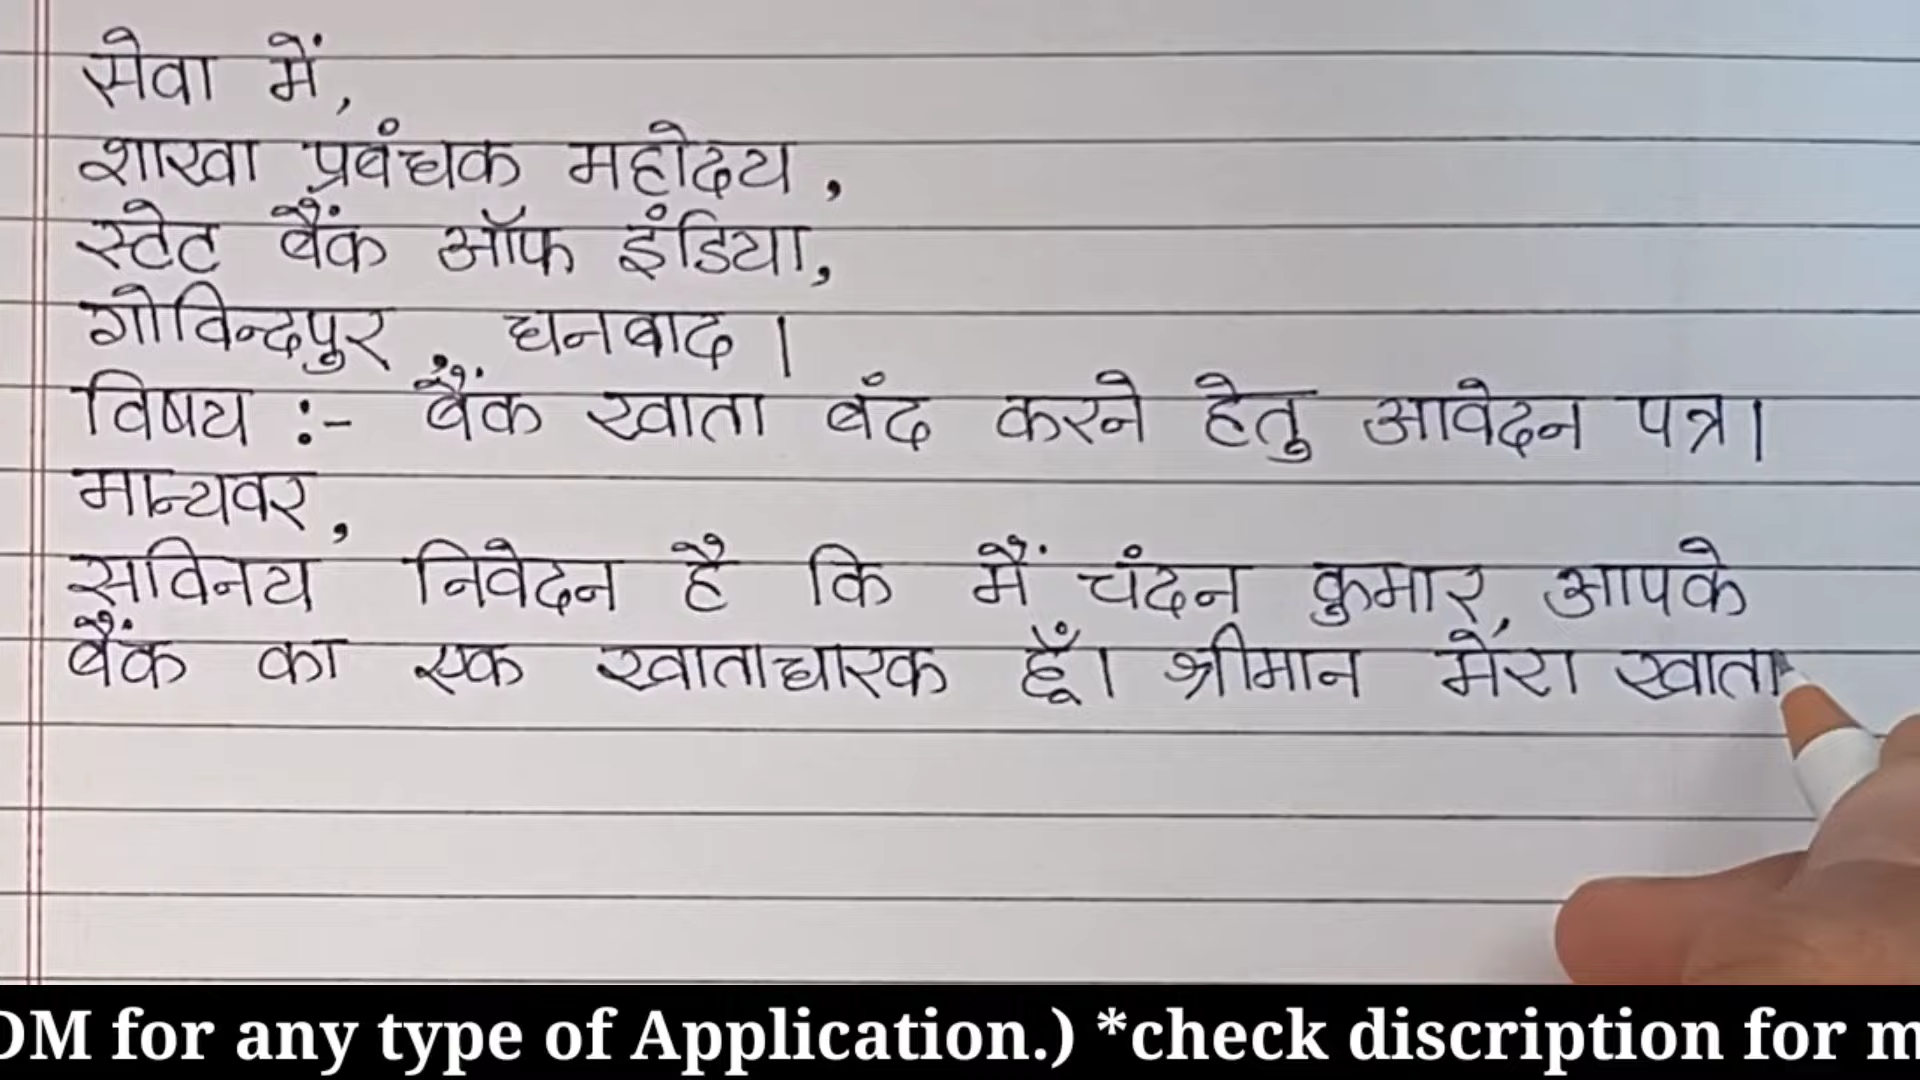 सेवा में,
शाखा प्रबंधक महोदय,
स्टेट बैंक ऑफ इंडिया,
गोविन्दपुर, धनबाद।
विषय :- बैंक खाता बंद करने हेतु आवेदन पत्र।
मान्यवर,
सविनय निवेदन है कि मैं चंदन कुमार, आपके
बैंक का एक खाताधारक हूँ। श्रीमान मेरा खाता
DM for any type of Application.) *check discription for m